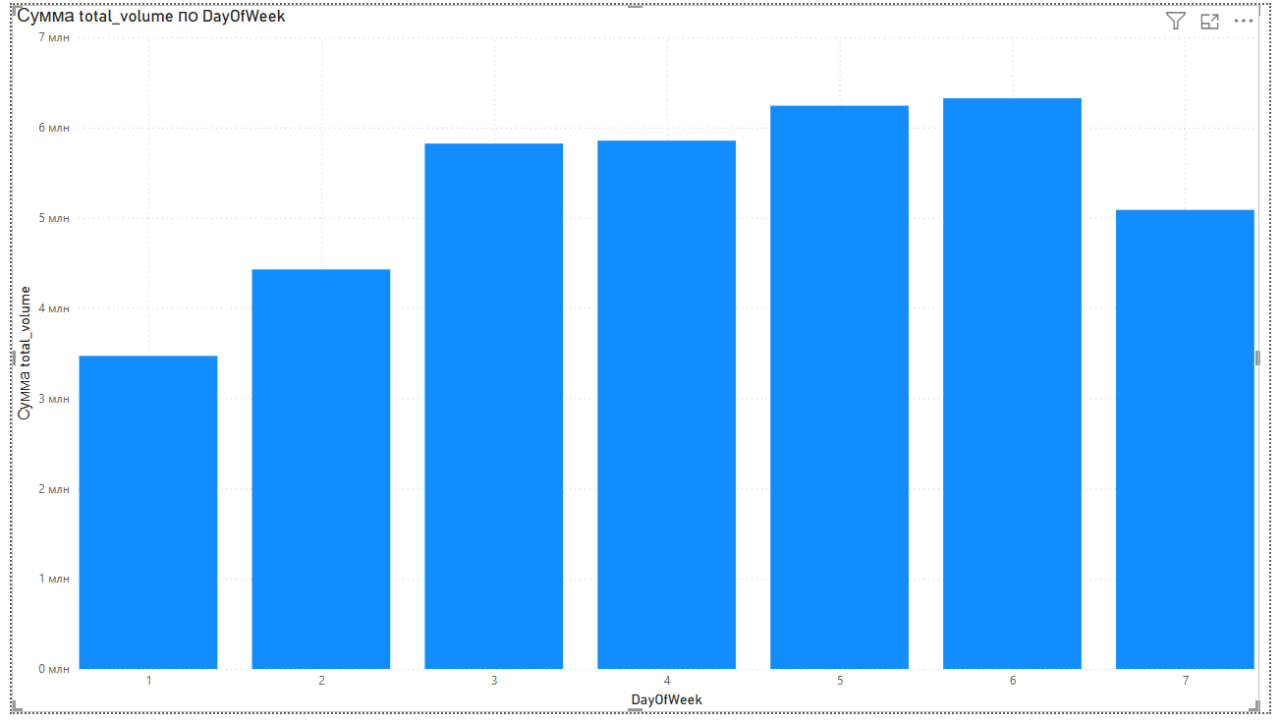 Сумма total_volume по DayOfWeek
7 млн
6 млн
5 млн
4 млн
3 млн
2 млн
1 млн
0 млн
Сумма total_volume
1 2 3 4 5 6 7
DayOfWeek